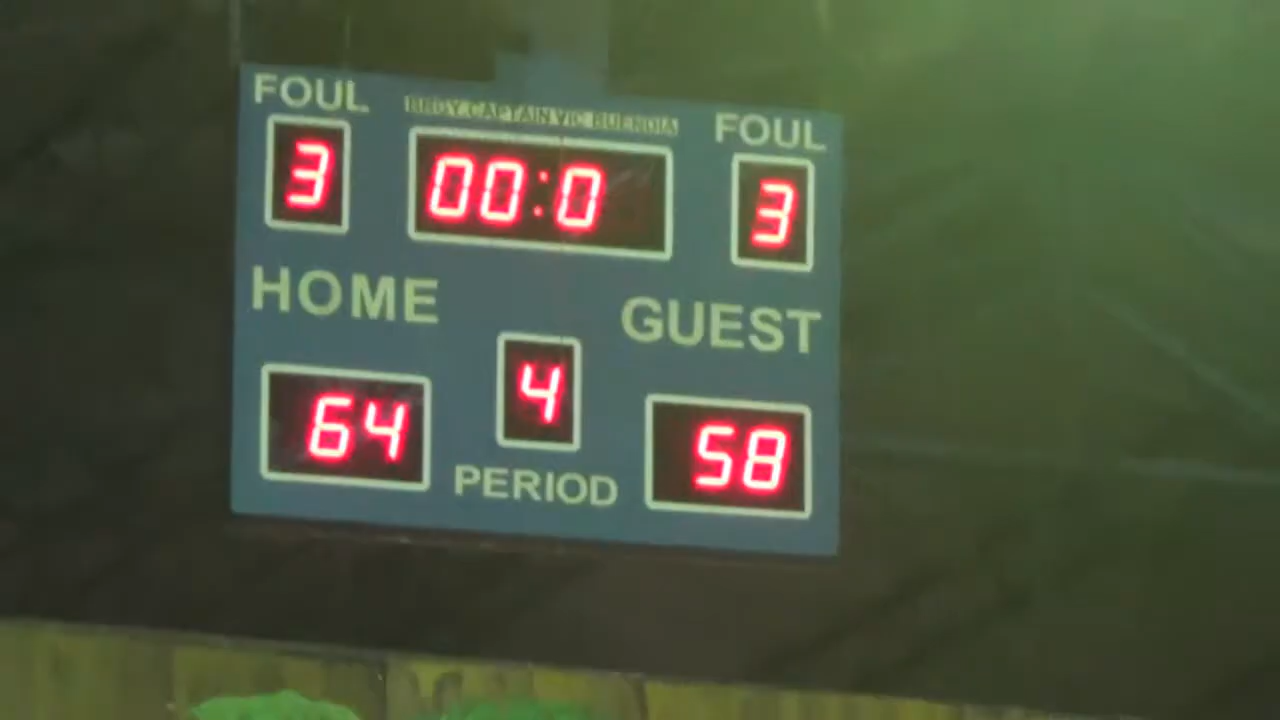 FOUL
BRGY. CAPTAIN VIC BUENDIA
FOUL
3
00:0
3
HOME
GUEST
64
4
58
PERIOD